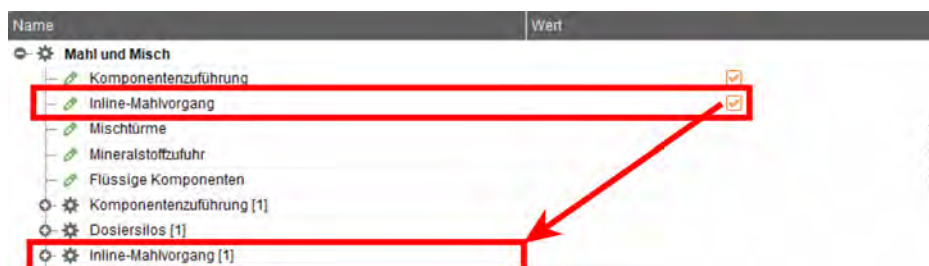 Name Wert
Mahl und Misch
Komponentenzuführung
Inline-Mahlvorgang
Mischtürme
Mineralstoffzufuhr
Flüssige Komponenten
Komponentenzuführung [1]
Dosiersilos [1]
Inline-Mahlvorgang [1]